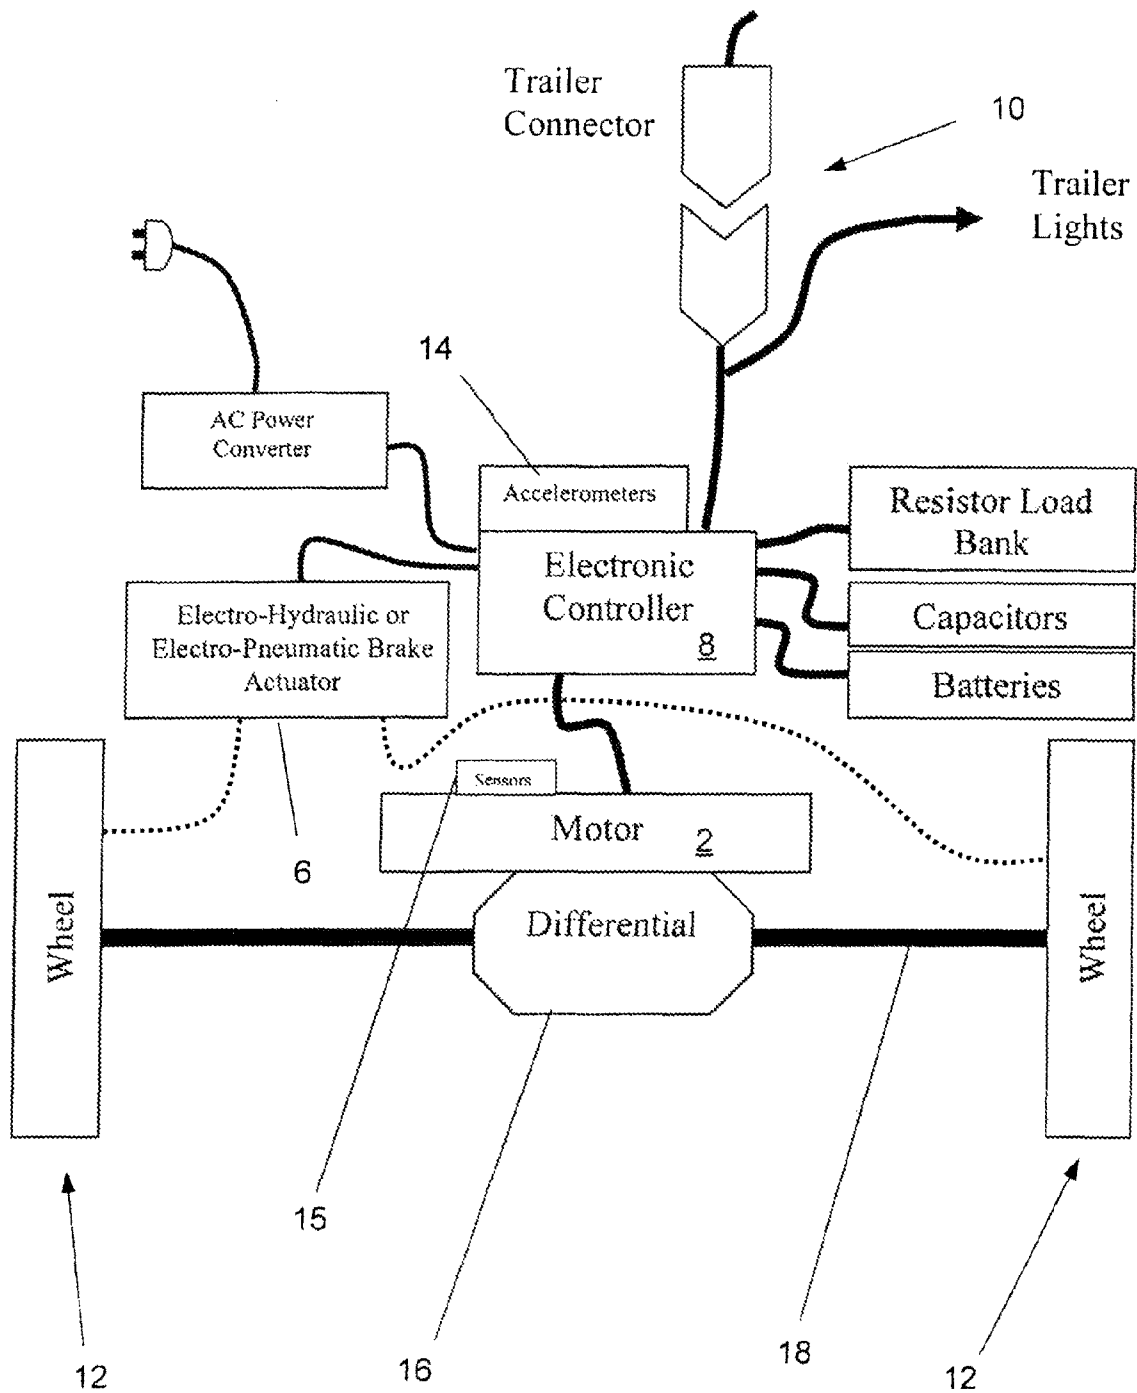 Trailer
Connector
10
Trailer
Lights
14
AC Power
Converter
Accelerometers
Resistor Load
Bank
Electronic
Controller
8
Capacitors
Batteries
Electro-Hydraulic or
Electro-Pneumatic Brake
Actuator
Sensors
Motor 2
6
Wheel
Differential
Wheel
15
12
16
18
12